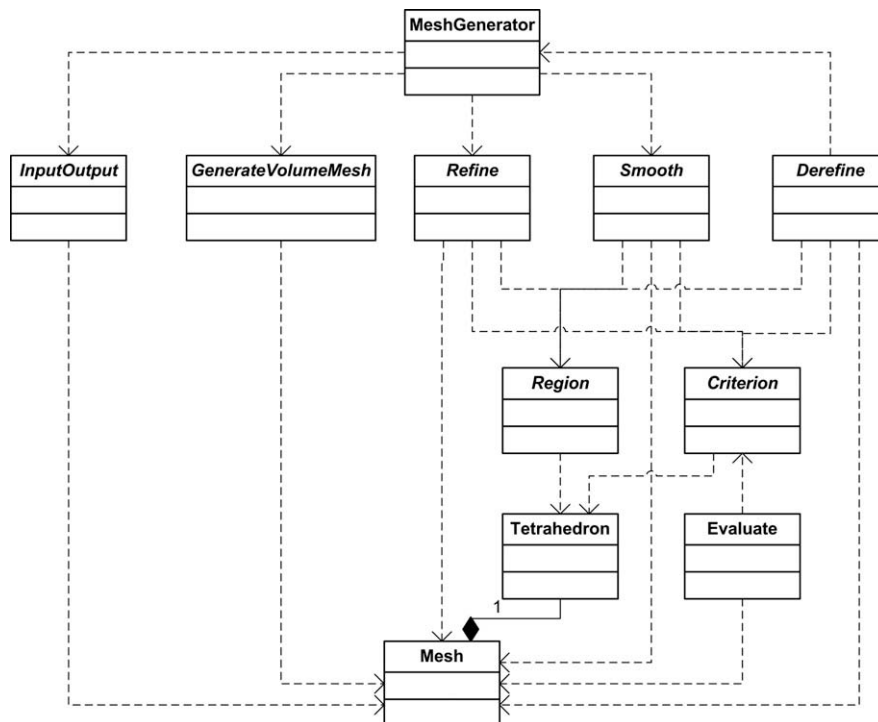 MeshGenerator
InputOutput
GenerateVolumeMesh
Refine
Smooth
Derefine
Region
Criterion
Tetrahedron
Evaluate
1
Mesh